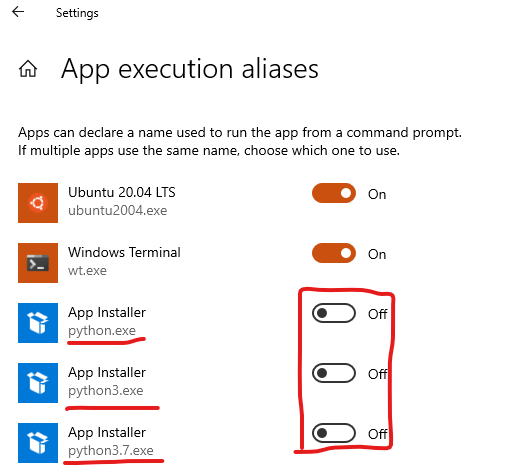 Settings
App execution aliases
Apps can declare a name used to run the app from a command prompt.
If multiple apps use the same name, choose which one to use.
Ubuntu 20.04 LTS
ubuntu2004.exe
On
Windows Terminal
wt.exe
On
App Installer
python.exe
Off
App Installer
python3.exe
Off
App Installer
python3.7.exe
Off